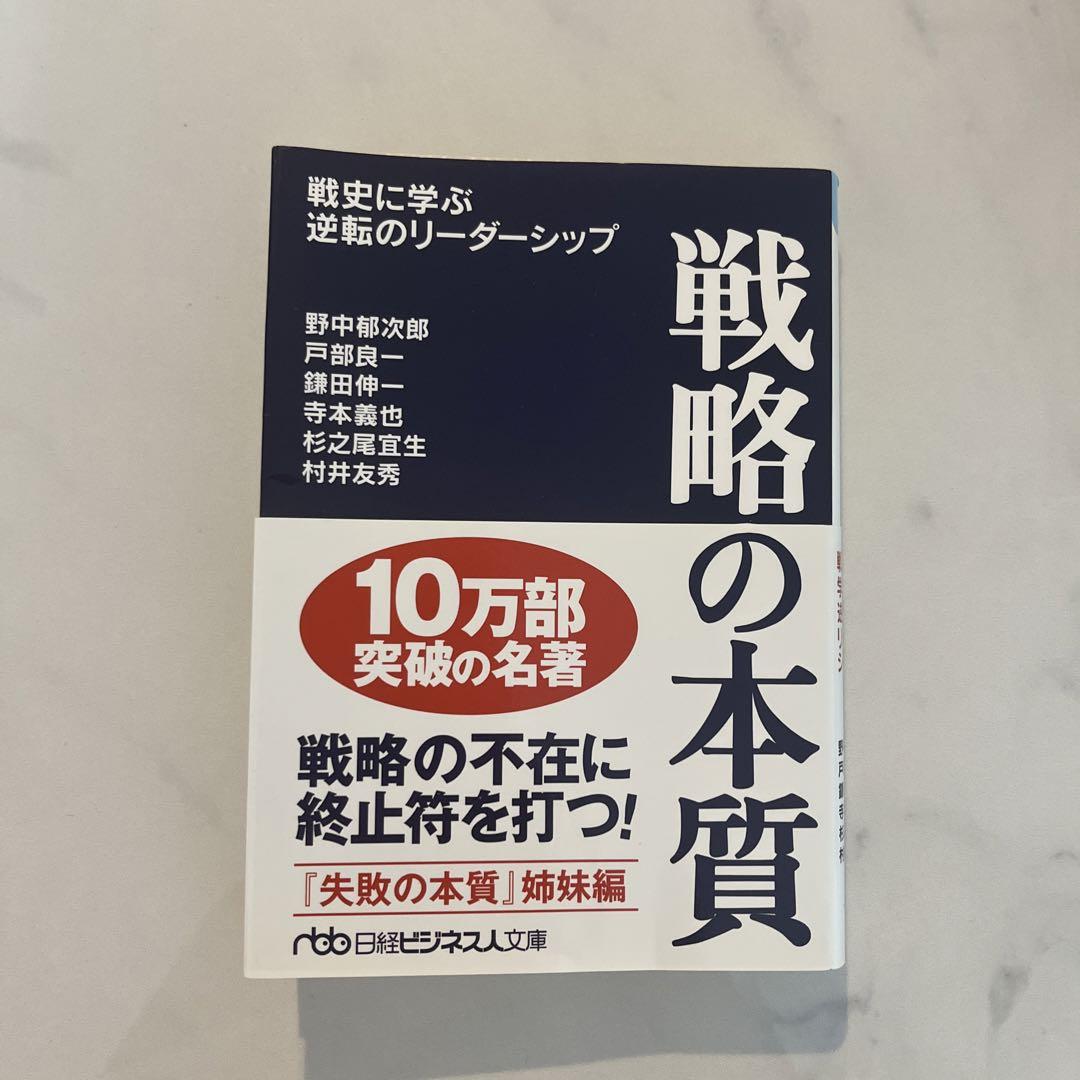 戦史に学ぶ
逆転のリーダーシップ
戦略の本質
野中郁次郎
戸部良一
鎌田伸一
寺本義也
杉之尾宜生
村井友秀
10万部
突破の名著
戦略の不在に
終止符を打つ!
『失敗の本質』姉妹編
nbb日経ビジネス人文庫